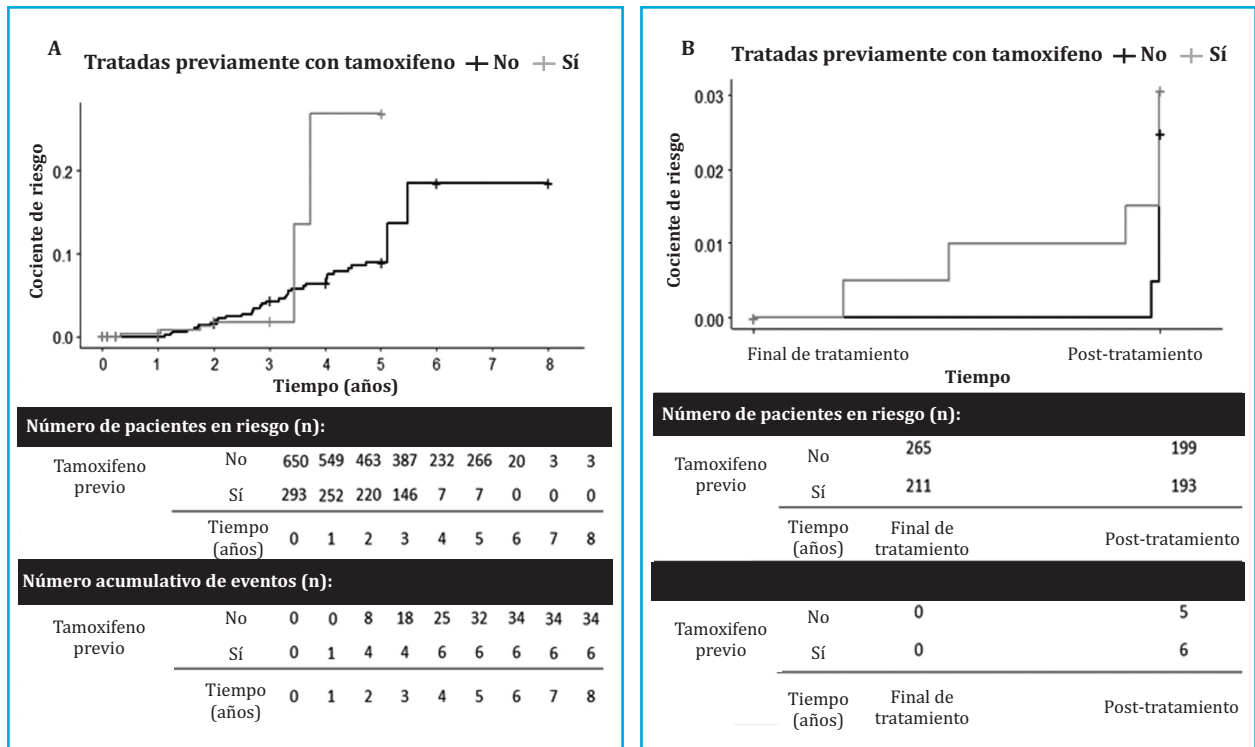 A
Tratadas previamente con tamoxifeno No Sí
Cociente de riesgo
0.2
0.1
0.0
0 1 2 3 4 5 6 7 8
Tiempo (años)
Número de pacientes en riesgo (n):
Tamoxifeno previo
No 650 549 463 387 232 266 20 3 3
Sí 293 252 220 146 7 7 0 0 0
Tiempo (años) 0 1 2 3 4 5 6 7 8
Número acumulativo de eventos (n):
Tamoxifeno previo
No 0 0 8 18 25 32 34 34 34
Sí 0 1 4 4 6 6 6 6 6
Tiempo (años) 0 1 2 3 4 5 6 7 8
B
Tratadas previamente con tamoxifeno No Sí
Cociente de riesgo
0.03
0.02
0.01
0.00
Final de tratamiento Post-tratamiento
Tiempo
Número de pacientes en riesgo (n):
Tamoxifeno previo
No 265 199
Sí 211 193
Tiempo (años) Final de tratamiento Post-tratamiento
Tamoxifeno previo
No 0 5
Sí 0 6
Tiempo (años) Final de tratamiento Post-tratamiento